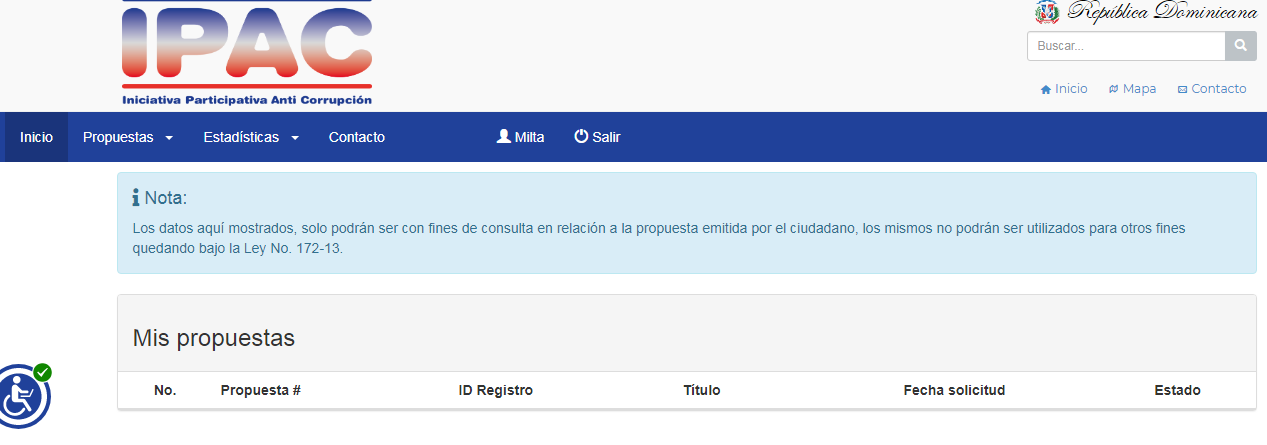 IPAC
Iniciativa Participativa Anti Corrupción
República Dominicana
Buscar...
Inicio Mapa Contacto
Inicio Propuestas Estadísticas Contacto Milta Salir
Nota:
Los datos aquí mostrados, solo podrán ser con fines de consulta en relación a la propuesta emitida por el ciudadano, los mismos no podrán ser utilizados para otros fines
quedando bajo la Ley No. 172-13.
Mis propuestas
No. Propuesta # ID Registro Título Fecha solicitud Estado